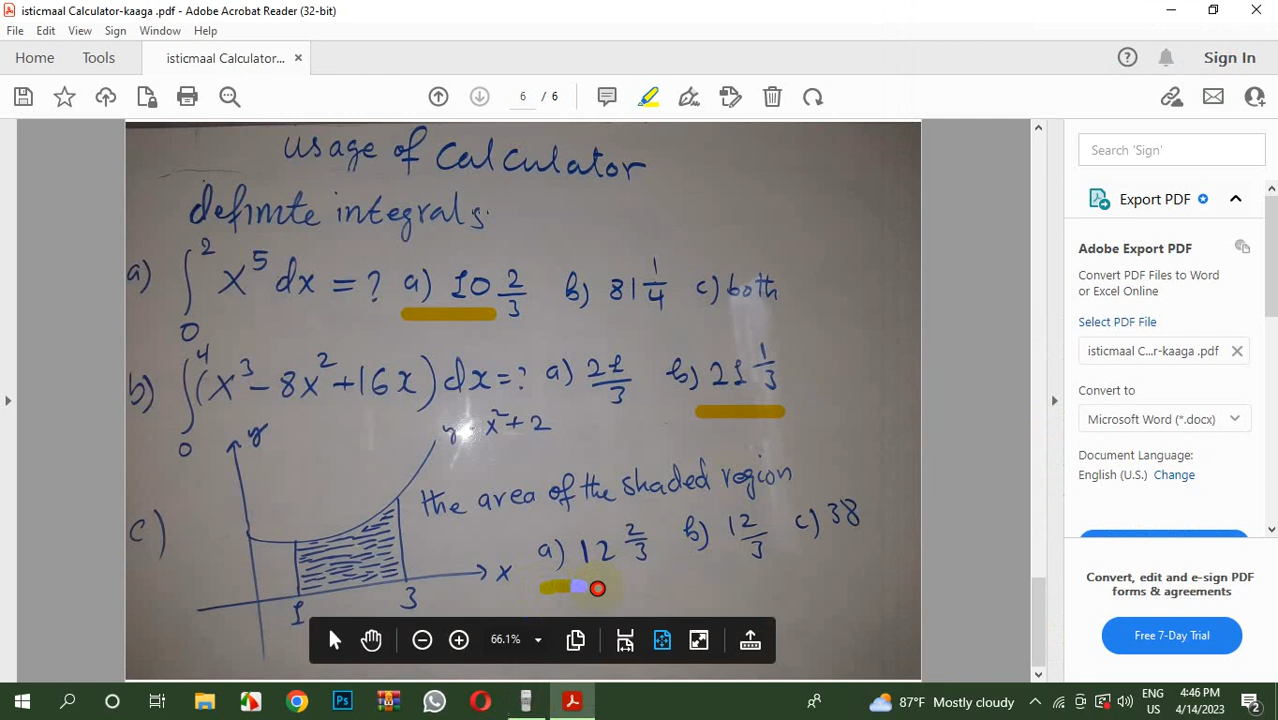 isticmaal Calculator-kaaga .pdf - Adobe Acrobat Reader (32-bit)
File Edit View Sign Window Help
Home Tools isticmaal Calculator... Sign In
6 / 6
usage of Calculator
definite integrals.
a) ∫₀² x⁵ dx = ? a) 10 2/3 b) 81 1/4 c) both
b) ∫₀⁴ (x³ - 8x² + 16x) dx = ? a) 21/3 b) 21 1/3
y = x² + 2
y
c) the area of the shaded region
a) 12 2/3 b) 12/3 c) 38
x
1 3
66.1%
Search 'Sign'
Export PDF
Adobe Export PDF
Convert PDF Files to Word
or Excel Online
Select PDF File
isticmaal C...r-kaaga .pdf
Convert to
Microsoft Word (*.docx)
Document Language:
English (U.S.) Change
Convert, edit and e-sign PDF
forms & agreements
Free 7-Day Trial
87°F Mostly cloudy
ENG
US
4:46 PM
4/14/2023
2